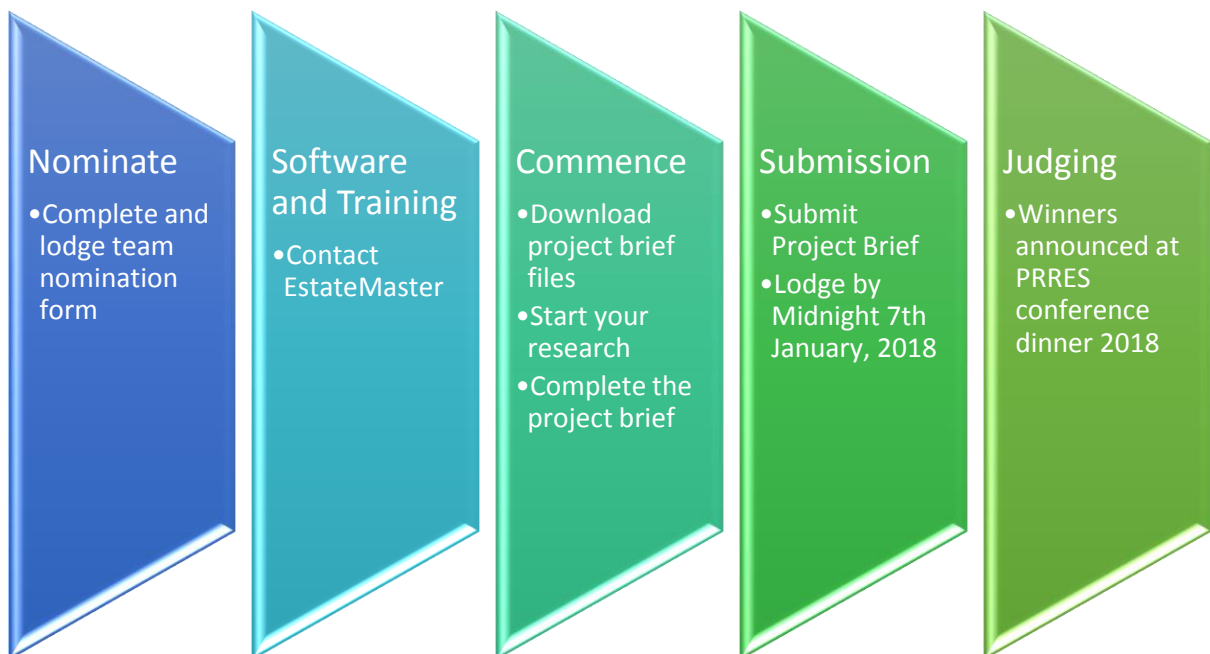 Nominate
•Complete and
lodge team
nomination
form
Software
and Training
•Contact
EstateMaster
Commence
•Download
project brief
files
•Start your
research
•Complete the
project brief
Submission
•Submit
Project Brief
•Lodge by
Midnight 7th
January, 2018
Judging
•Winners
announced at
PRRES
conference
dinner 2018